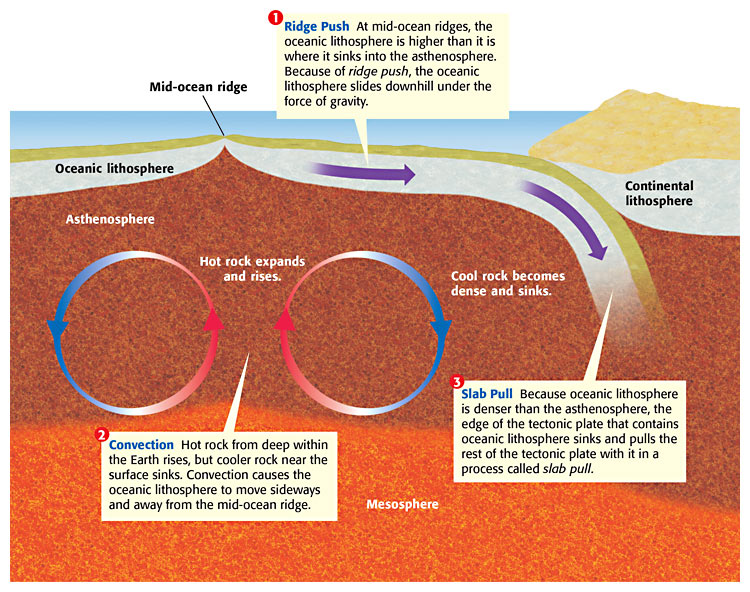 1
Ridge Push At mid-ocean ridges, the
oceanic lithosphere is higher than it is
where it sinks into the asthenosphere.
Because of ridge push, the oceanic
lithosphere slides downhill under the
force of gravity.
Mid-ocean ridge
Oceanic lithosphere
Continental
lithosphere
Asthenosphere
Hot rock expands
and rises.
Cool rock becomes
dense and sinks.
3
Slab Pull Because oceanic lithosphere
is denser than the asthenosphere, the
edge of the tectonic plate that contains
oceanic lithosphere sinks and pulls the
rest of the tectonic plate with it in a
process called slab pull.
2
Convection Hot rock from deep within
the Earth rises, but cooler rock near the
surface sinks. Convection causes the
oceanic lithosphere to move sideways
and away from the mid-ocean ridge.
Mesosphere